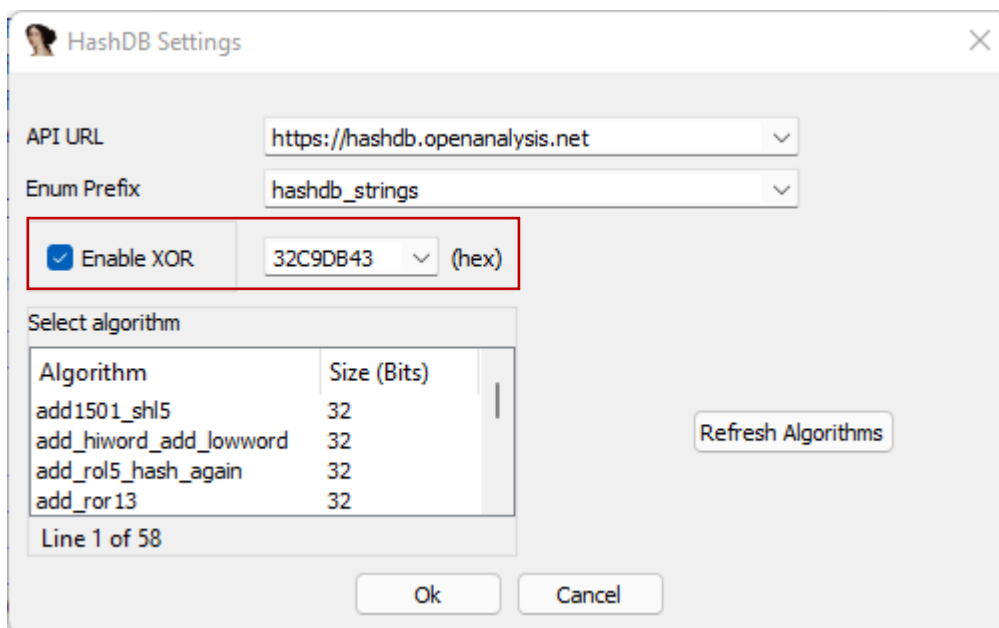 HashDB Settings
API URL https://hashdb.openanalysis.net
Enum Prefix hashdb_strings
Enable XOR 32C9DB43 (hex)
Select algorithm
Algorithm Size (Bits)
add1501_shl5 32
add_hiword_add_lowword 32
add_rol5_hash_again 32
add_ror13 32
Refresh Algorithms
Line 1 of 58
Ok Cancel